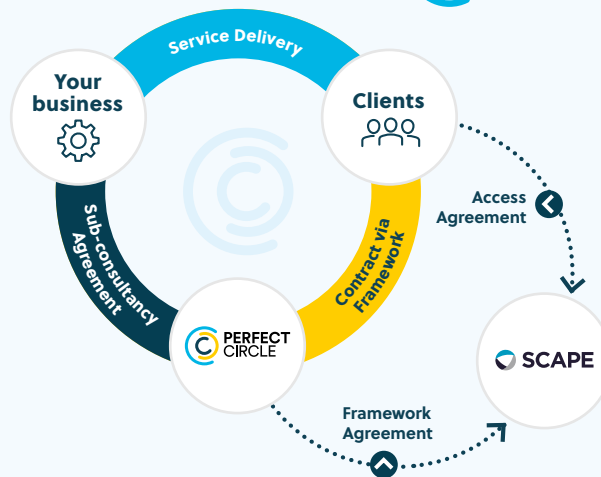 Service Delivery
Your
business
Clients
Access
Agreement
Sub-consultancy
Agreement
Contract via
Framework
PERFECT
CIRCLE
SCAPE
Framework
Agreement